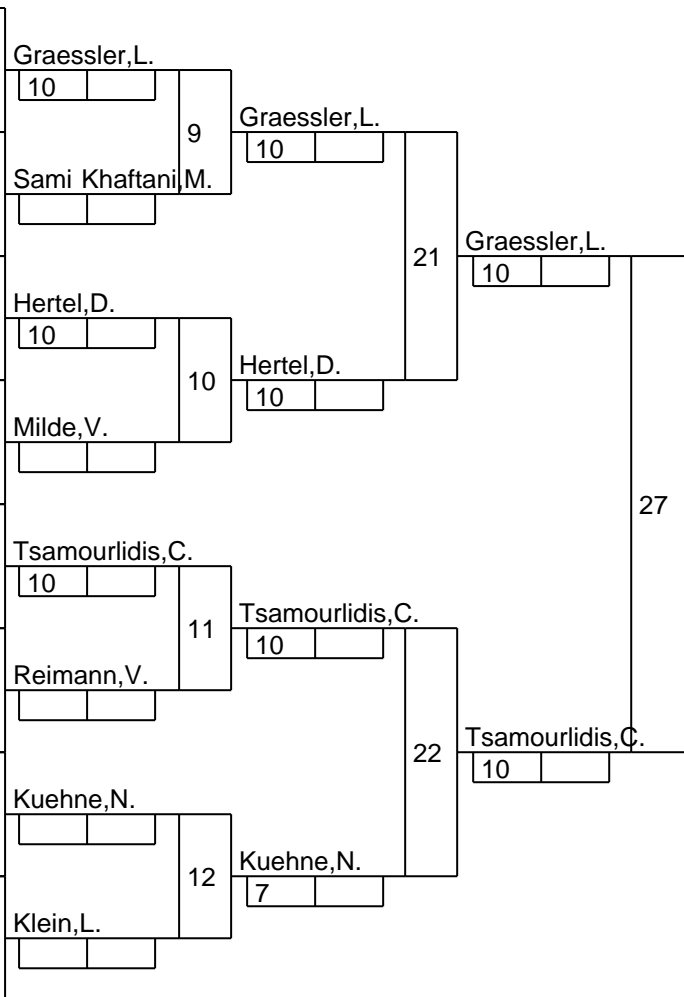 Graessler,L.
10
9
Sami Khaftani,M.
Graessler,L.
10
Hertel,D.
10
10
Milde,V.
Hertel,D.
10
21
Graessler,L.
10
Tsamourlidis,C.
10
11
Reimann,V.
Tsamourlidis,C.
10
Kuehne,N.
12
Klein,L.
Kuehne,N.
7
22
Tsamourlidis,C.
10
27